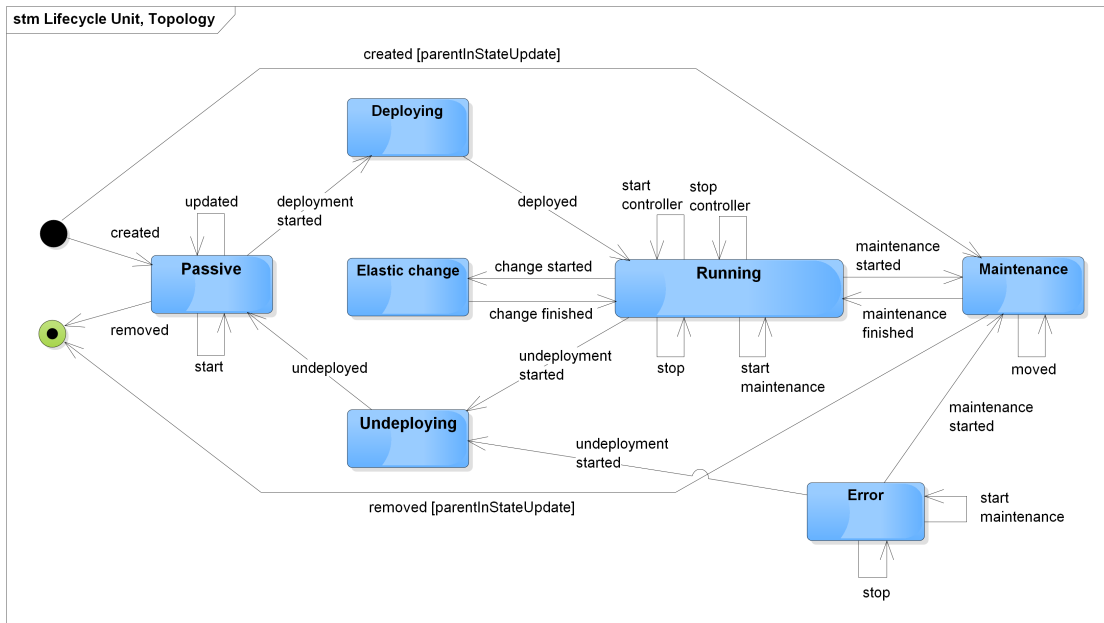 stm Lifecycle Unit, Topology
created [parentInStateUpdate]
Deploying
updated
deployment
started
deployed
start
controller
stop
controller
created
Passive
Elastic change
change started
Running
maintenance
started
Maintenance
removed
change finished
maintenance
finished
start
undeployed
undeployment
started
stop
start
maintenance
moved
Undeploying
maintenance
started
undeployment
started
removed [parentInStateUpdate]
Error
start
maintenance
stop